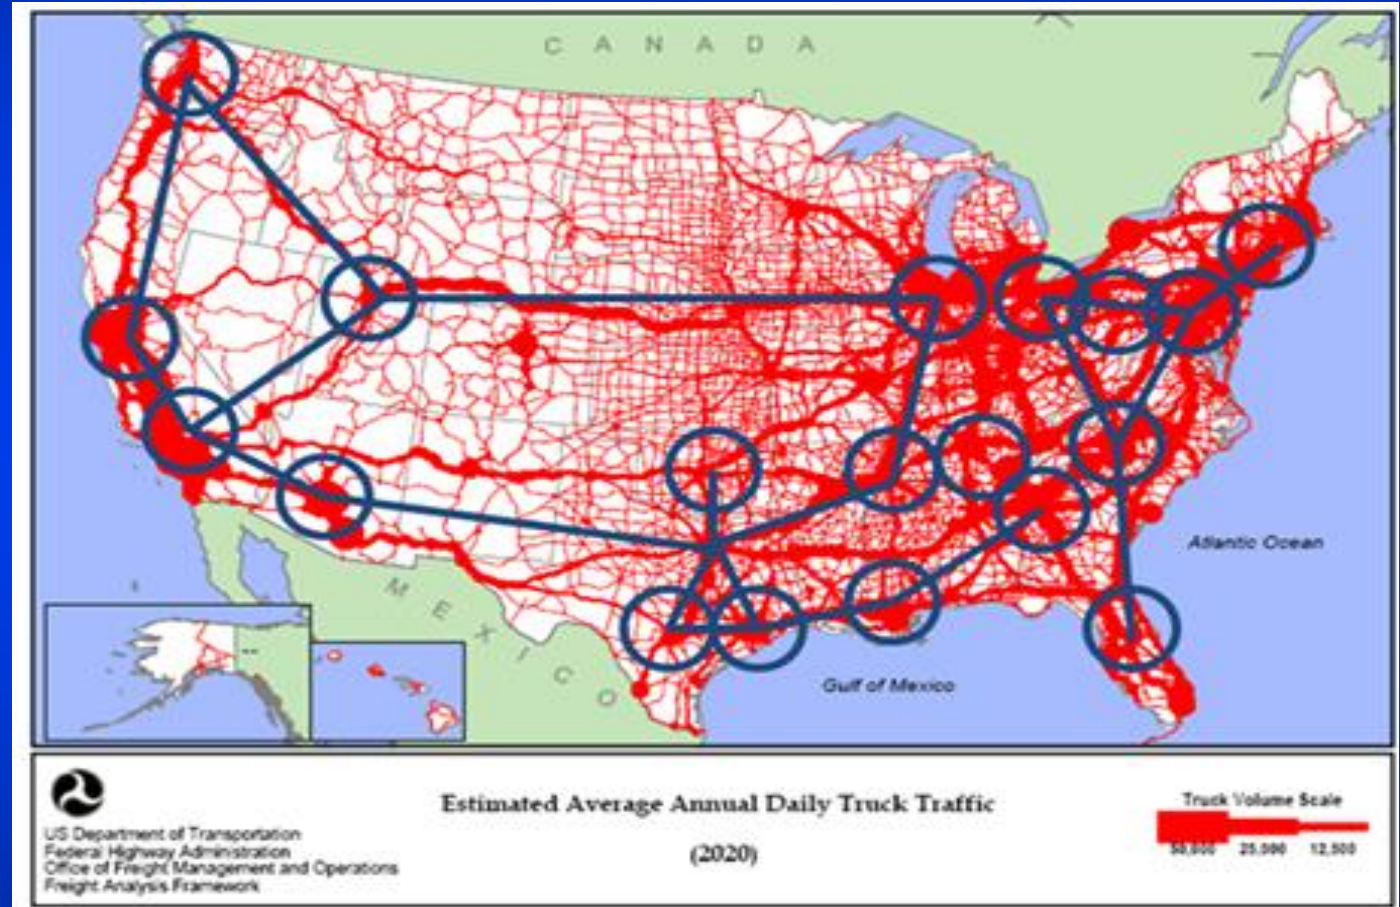 CANADA
MEXICO
Atlantic Ocean
Gulf of Mexico
US Department of Transportation
Federal Highway Administration
Office of Freight Management and Operations
Freight Analysis Framework
Estimated Average Annual Daily Truck Traffic
(2020)
Truck Volume Scale
50,000 25,000 12,500